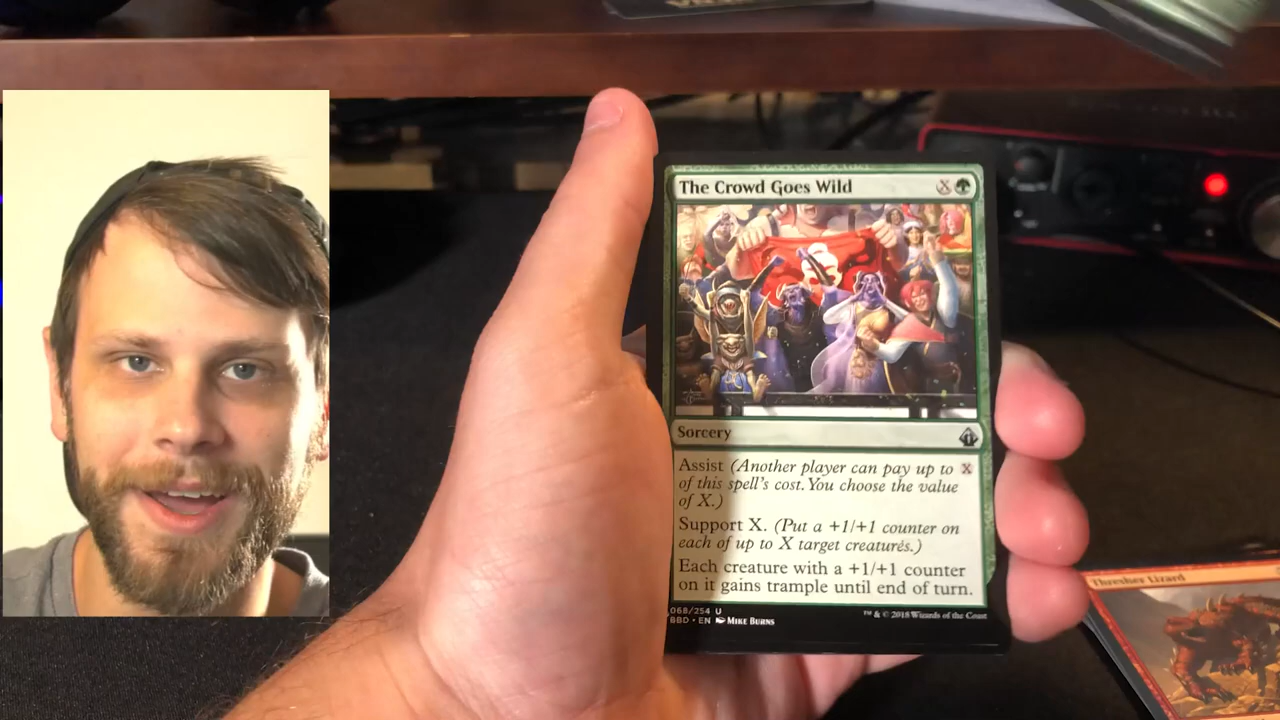 The Crowd Goes Wild X
Sorcery
Assist (Another player can pay up to X
of this spell's cost. You choose the value
of X.)
Support X. (Put a +1/+1 counter on
each of up to X target creatures.)
Each creature with a +1/+1 counter
on it gains trample until end of turn.
068/254 U
BBD • EN Mike Burns
™ & © 2018 Wizards of the Coast
Thresher Lizard